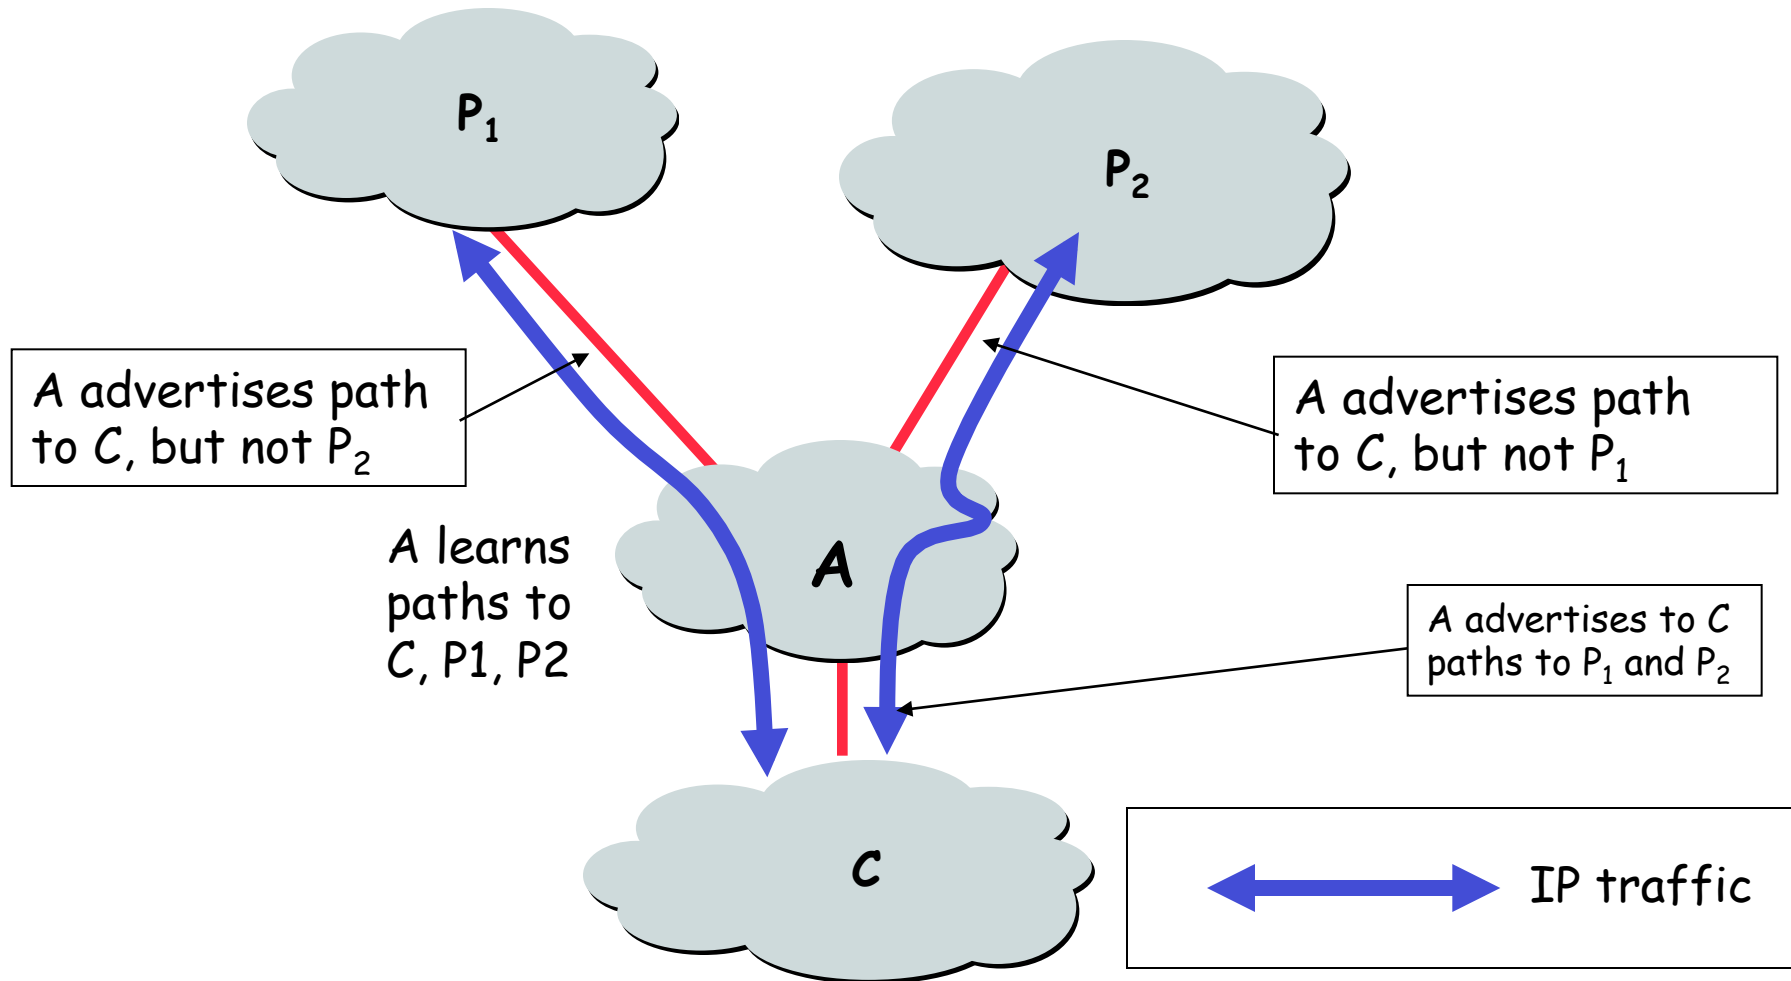 P₁
P₂
A advertises path
to C, but not P₂
A advertises path
to C, but not P₁
A learns
paths to
C, P1, P2
A
A advertises to C
paths to P₁ and P₂
C
IP traffic